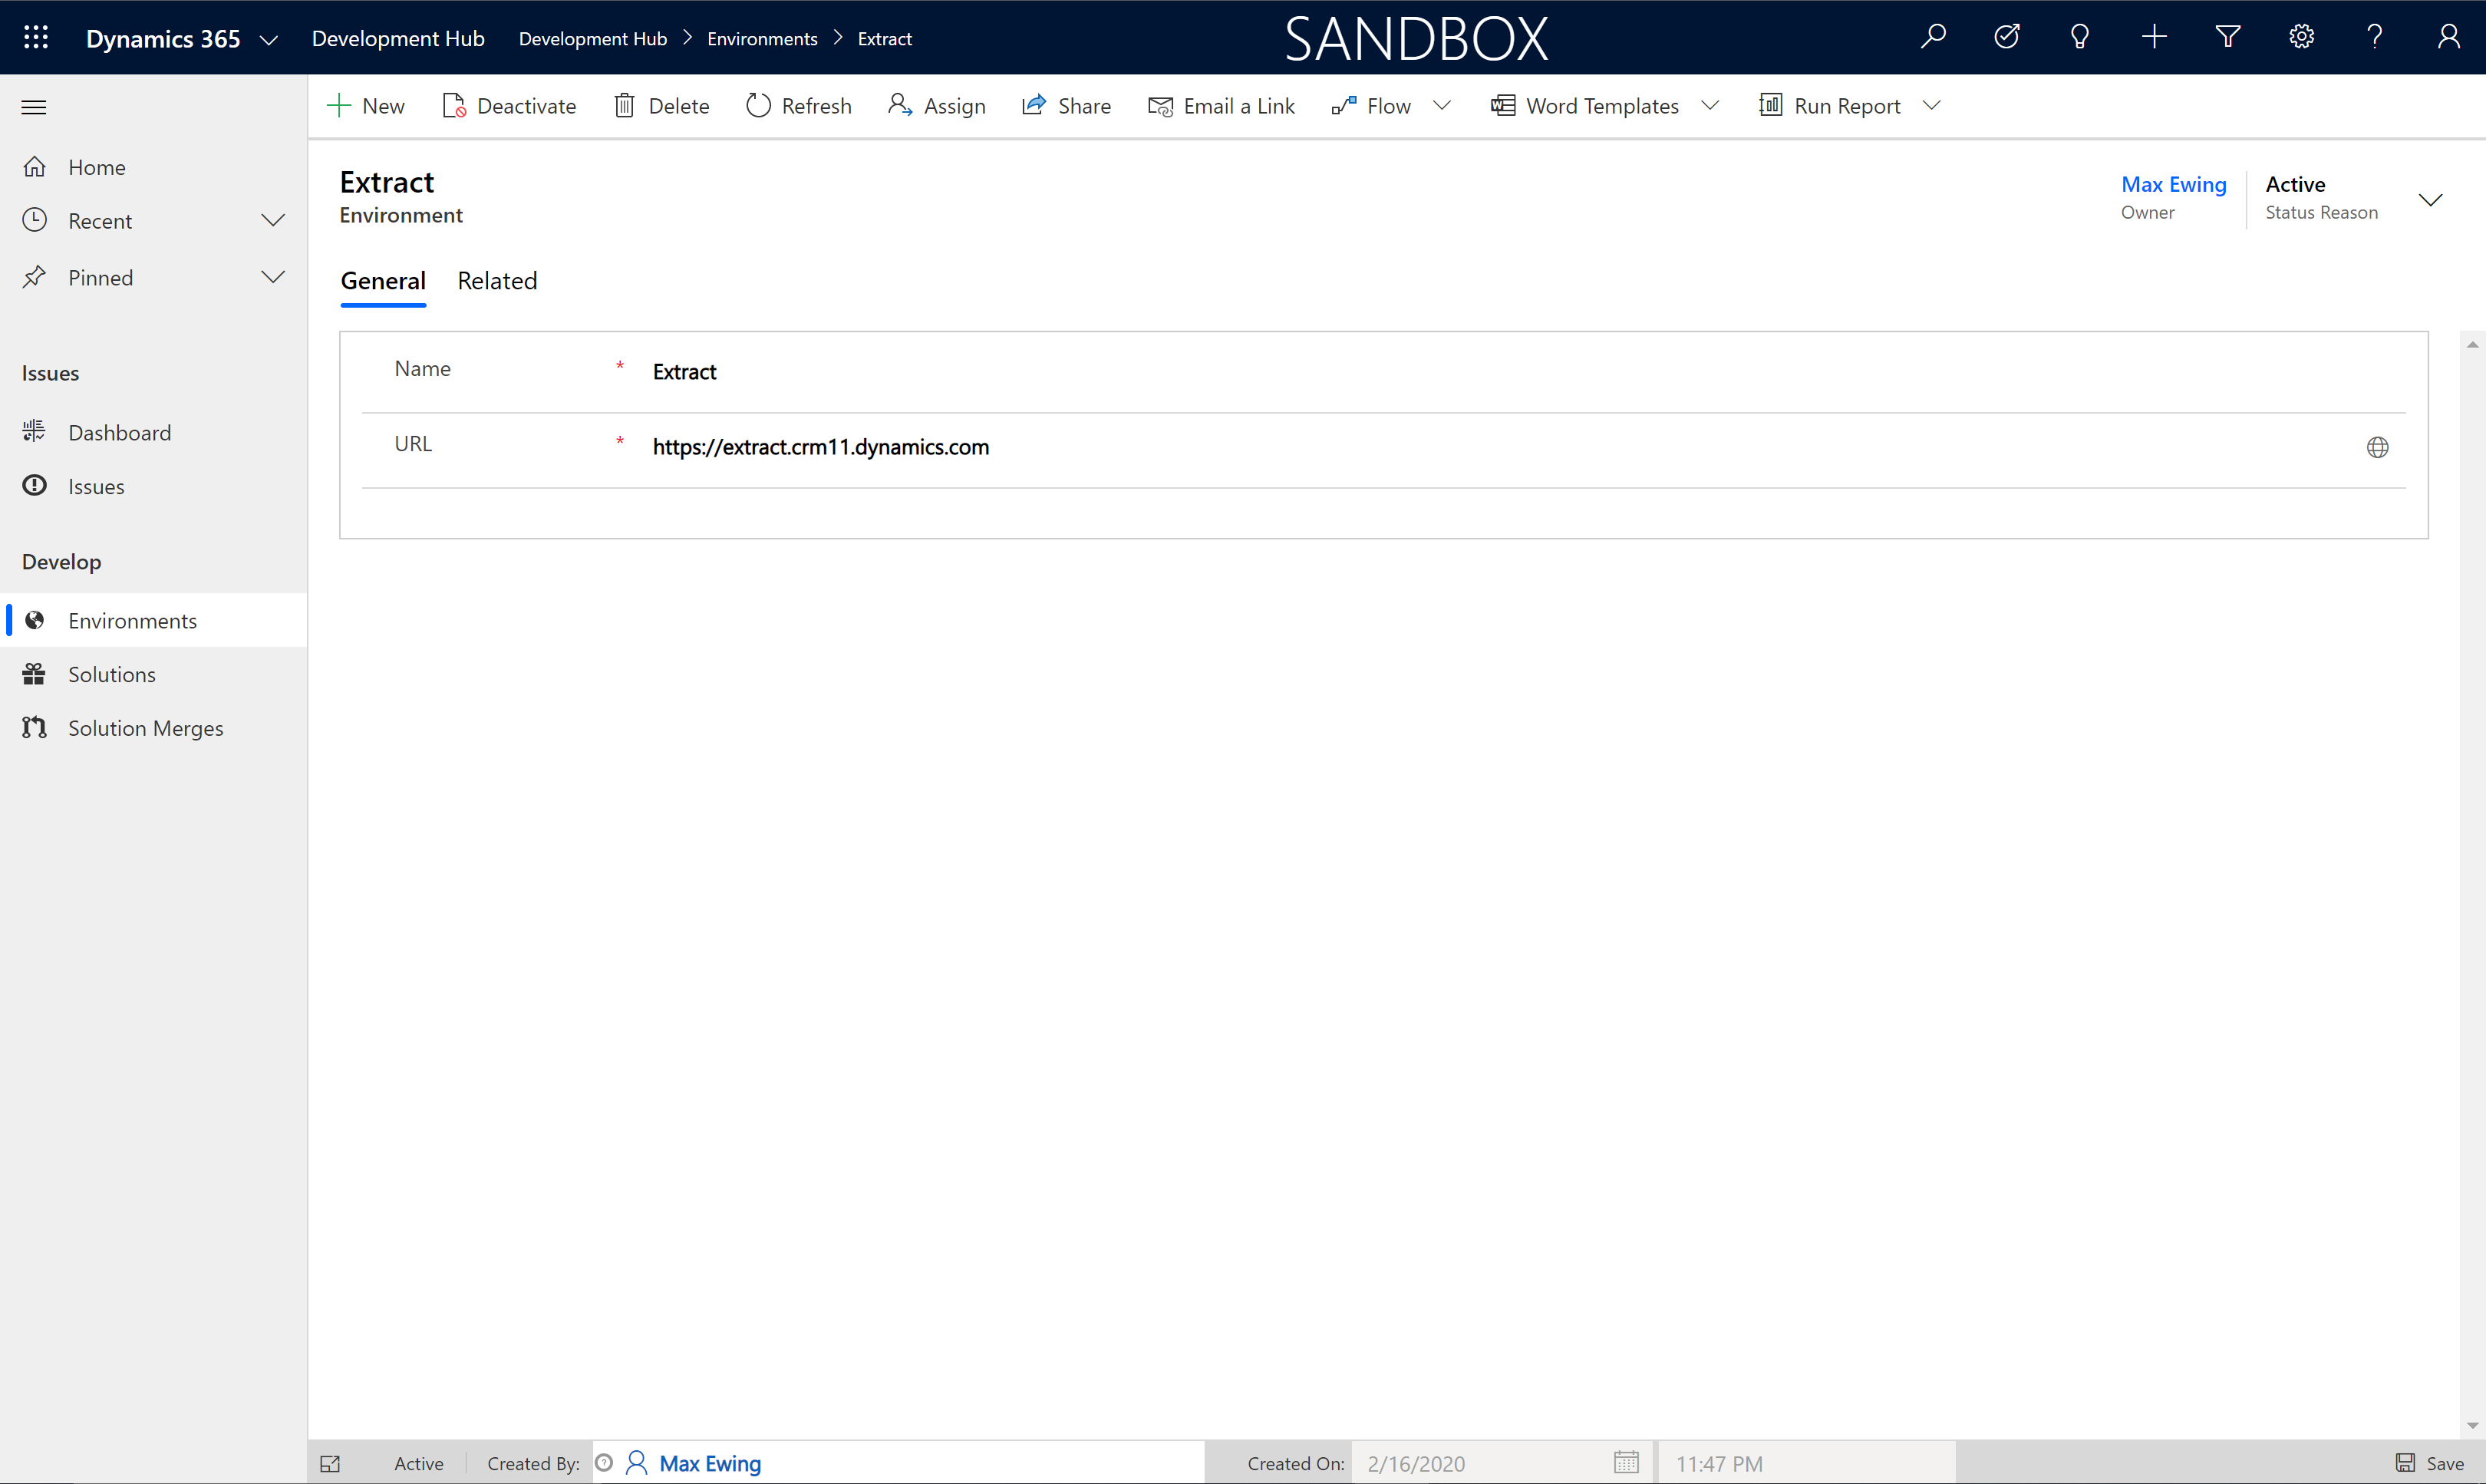 Dynamics 365 Development Hub Development Hub > Environments > Extract SANDBOX
New Deactivate Delete Refresh Assign Share Email a Link Flow Word Templates Run Report
Home
Recent
Pinned
Issues
Dashboard
Issues
Develop
Environments
Solutions
Solution Merges
Extract
Environment
Max Ewing
Owner
Active
Status Reason
General Related
Name * Extract
URL * https://extract.crm11.dynamics.com
Active Created By: Max Ewing Created On: 2/16/2020 11:47 PM Save